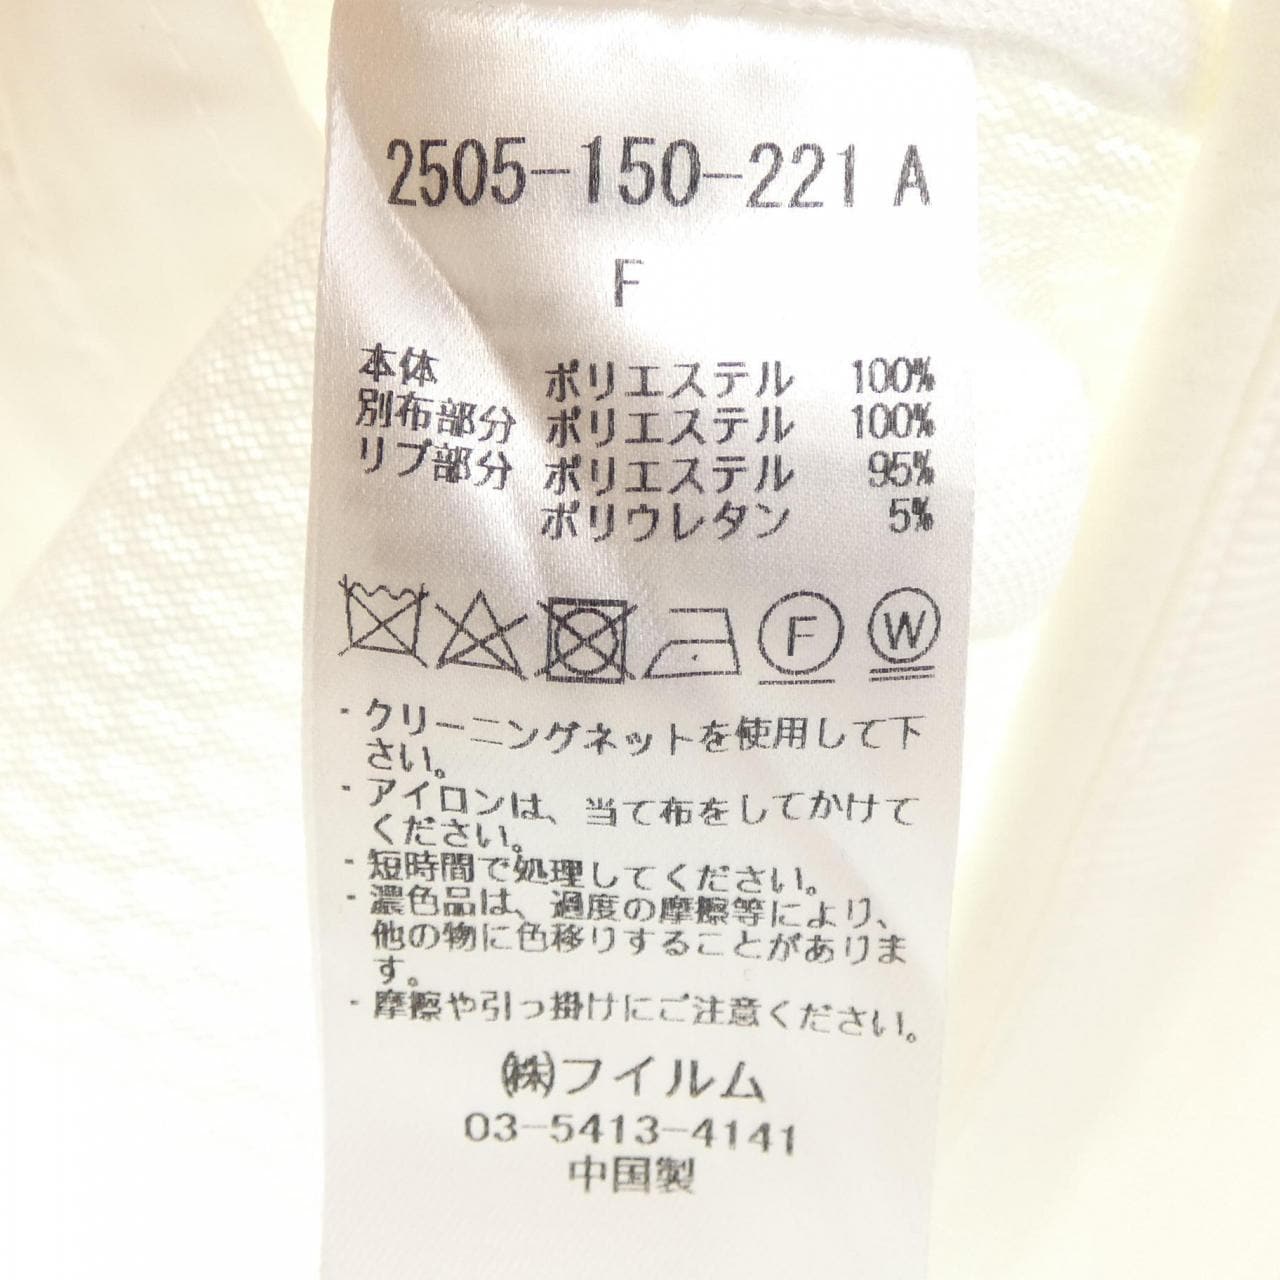 2505-150-221 A
F
本体 ポリエステル 100%
別布部分 ポリエステル 100%
リブ部分 ポリエステル 95%
ポリウレタン 5%
F W
・クリーニングネットを使用して下
さい。
・アイロンは、当て布をしてかけて
ください。
・短時間で処理してください。
・濃色品は、過度の摩擦等により、
他の物に色移りすることがありま
す。
・摩擦や引っ掛けにご注意ください。
㈱フイルム
03-5413-4141
中国製